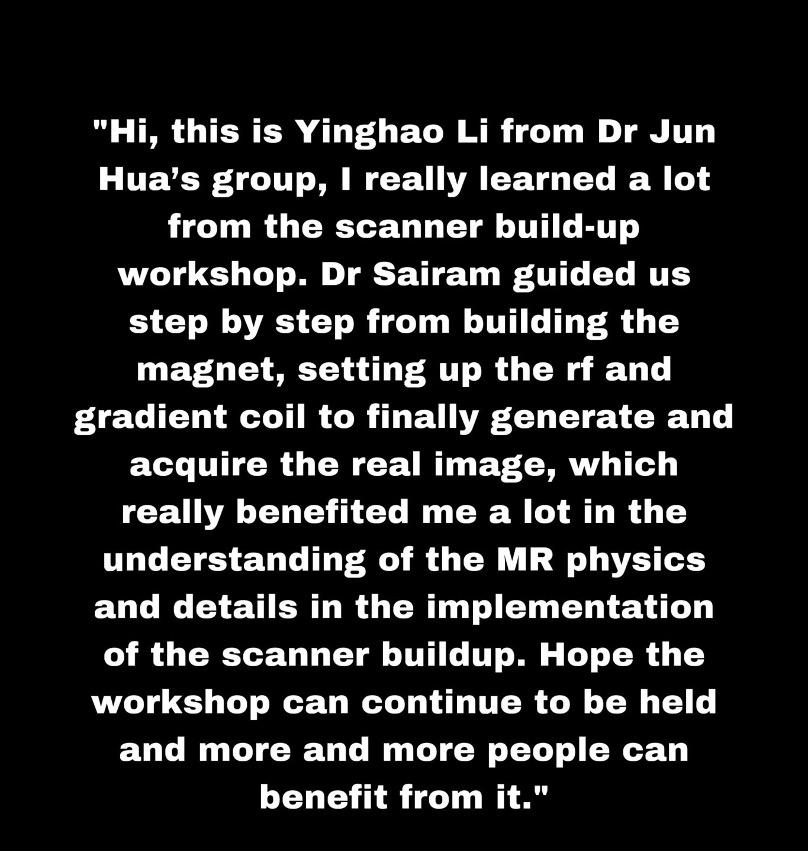 "Hi, this is Yinghao Li from Dr Jun
Hua’s group, I really learned a lot
from the scanner build-up
workshop. Dr Sairam guided us
step by step from building the
magnet, setting up the rf and
gradient coil to finally generate and
acquire the real image, which
really benefited me a lot in the
understanding of the MR physics
and details in the implementation
of the scanner buildup. Hope the
workshop can continue to be held
and more and more people can
benefit from it."